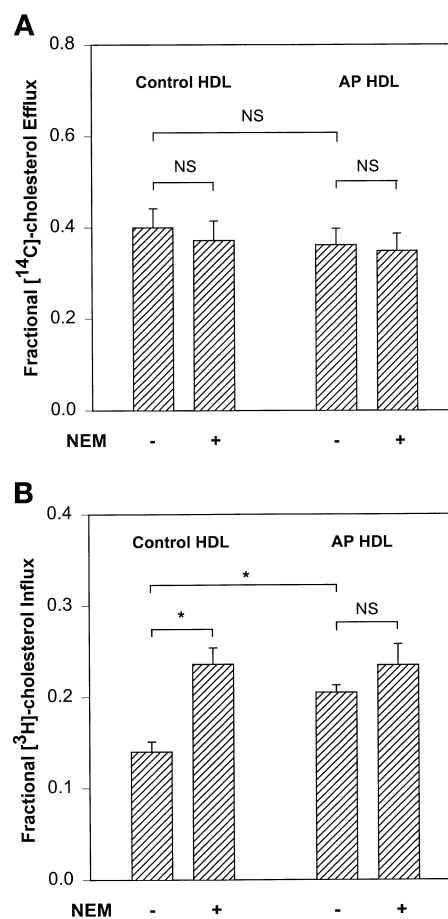 A
Fractional [14C]-cholesterol Efflux
0.8
0.6
0.4
0.2
0.0
Control HDL AP HDL
NS
NS NS
NEM - + - +
B
Fractional [3H]-cholesterol Influx
0.4
0.3
0.2
0.1
0.0
Control HDL AP HDL
*
* NS
NEM - + - +